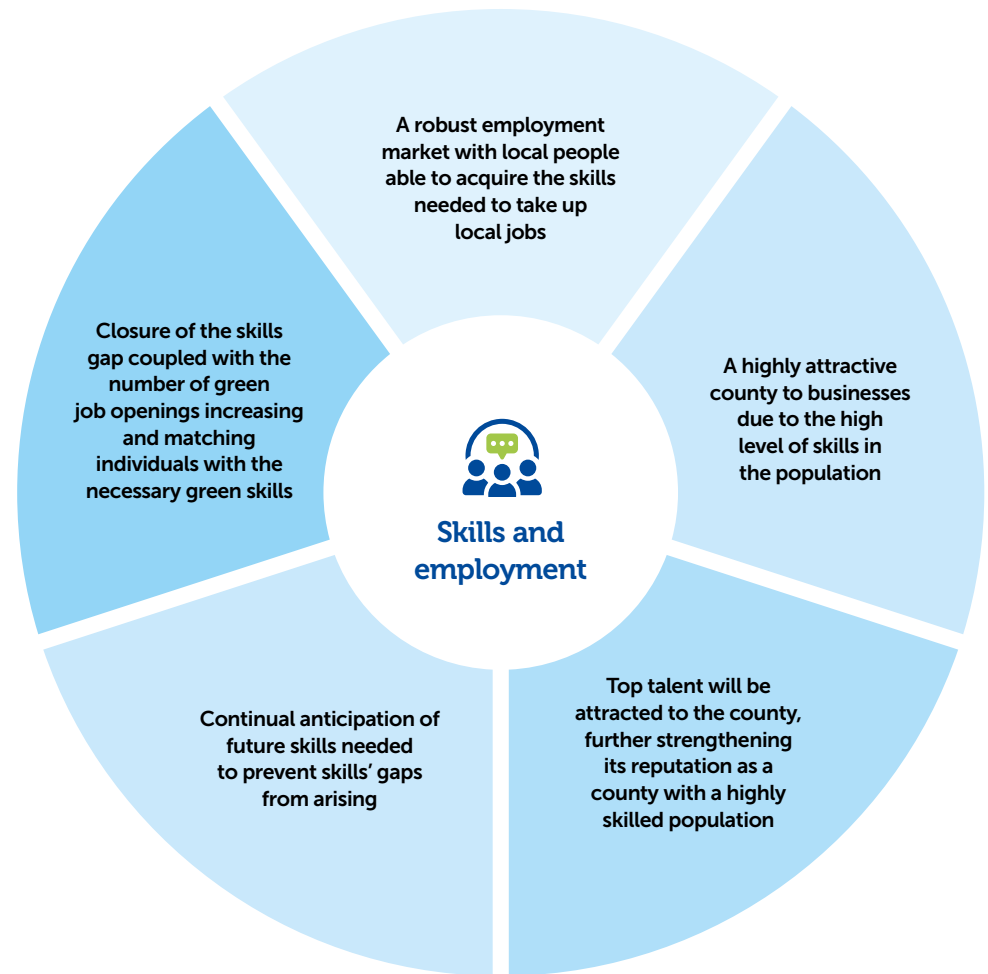 A robust employment
market with local people
able to acquire the skills
needed to take up
local jobs
A highly attractive
county to businesses
due to the high
level of skills in
the population
Top talent will be
attracted to the county,
further strengthening
its reputation as a
county with a highly
skilled population
Continual anticipation of
future skills needed
to prevent skills’ gaps
from arising
Closure of the skills
gap coupled with the
number of green
job openings increasing
and matching
individuals with the
necessary green skills
Skills and
employment